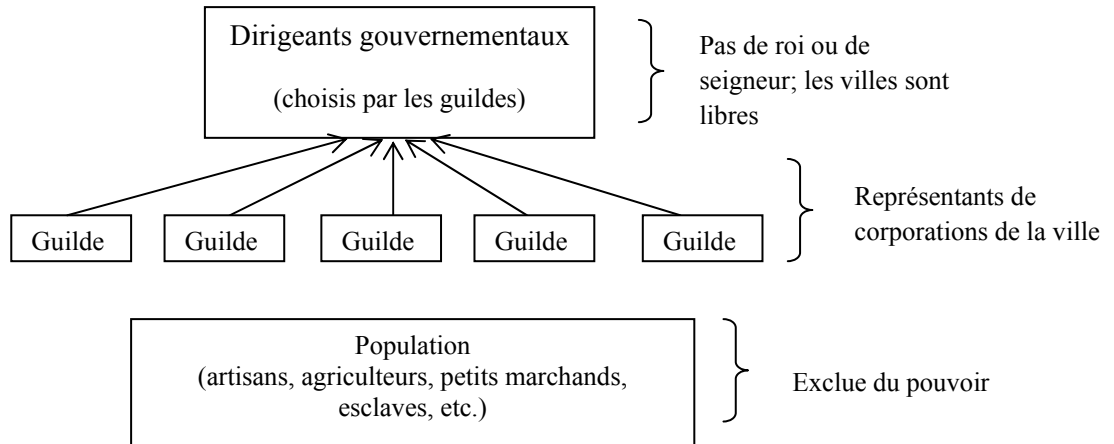 Dirigeants gouvernementaux
(choisis par les guildes)
Pas de roi ou de
seigneur; les villes sont
libres
Guilde
Guilde
Guilde
Guilde
Guilde
Représentants de
corporations de la ville
Population
(artisans, agriculteurs, petits marchands,
esclaves, etc.)
Exclue du pouvoir